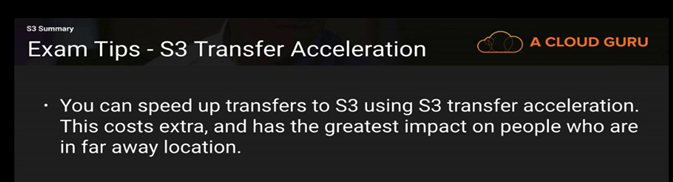 S3 Summary
Exam Tips - S3 Transfer Acceleration
A CLOUD GURU
• You can speed up transfers to S3 using S3 transfer acceleration.
This costs extra, and has the greatest impact on people who are
in far away location.